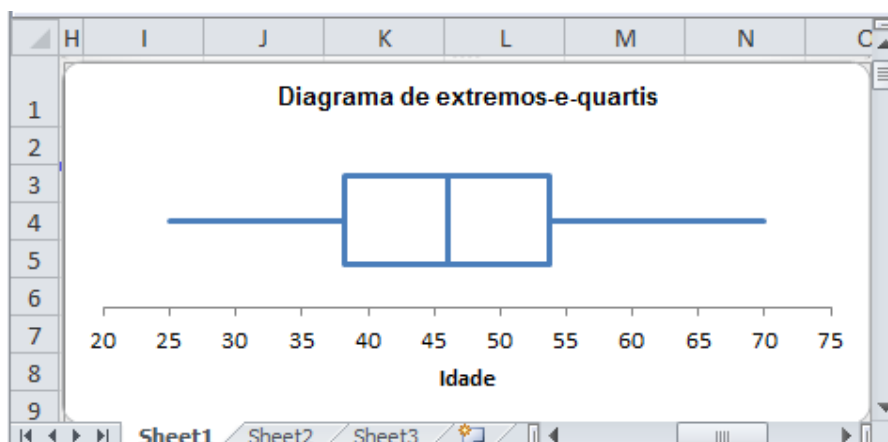 H I J K L M N O
1
Diagrama de extremos-e-quartis
2
3
4
5
6
7
20 25 30 35 40 45 50 55 60 65 70 75
8
Idade
9
Sheet1 Sheet2 Sheet3